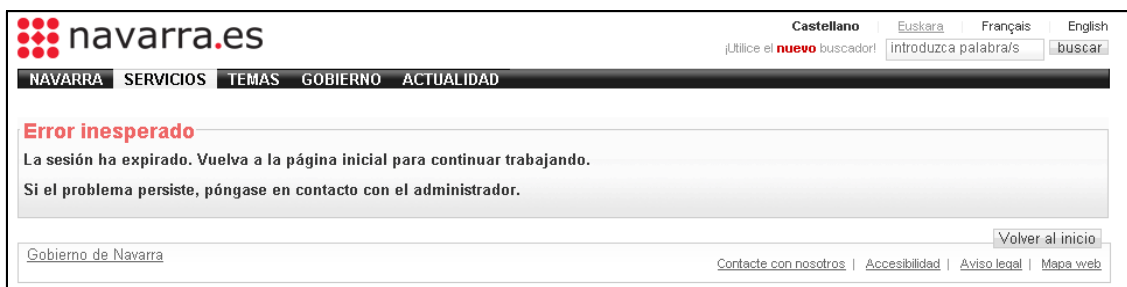 navarra.es
Castellano Euskara Français English
¡Utilice el nuevo buscador! introduzca palabra/s buscar
NAVARRA SERVICIOS TEMAS GOBIERNO ACTUALIDAD
Error inesperado
La sesión ha expirado. Vuelva a la página inicial para continuar trabajando.
Si el problema persiste, póngase en contacto con el administrador.
Volver al inicio
Gobierno de Navarra
Contacte con nosotros | Accesibilidad | Aviso legal | Mapa web